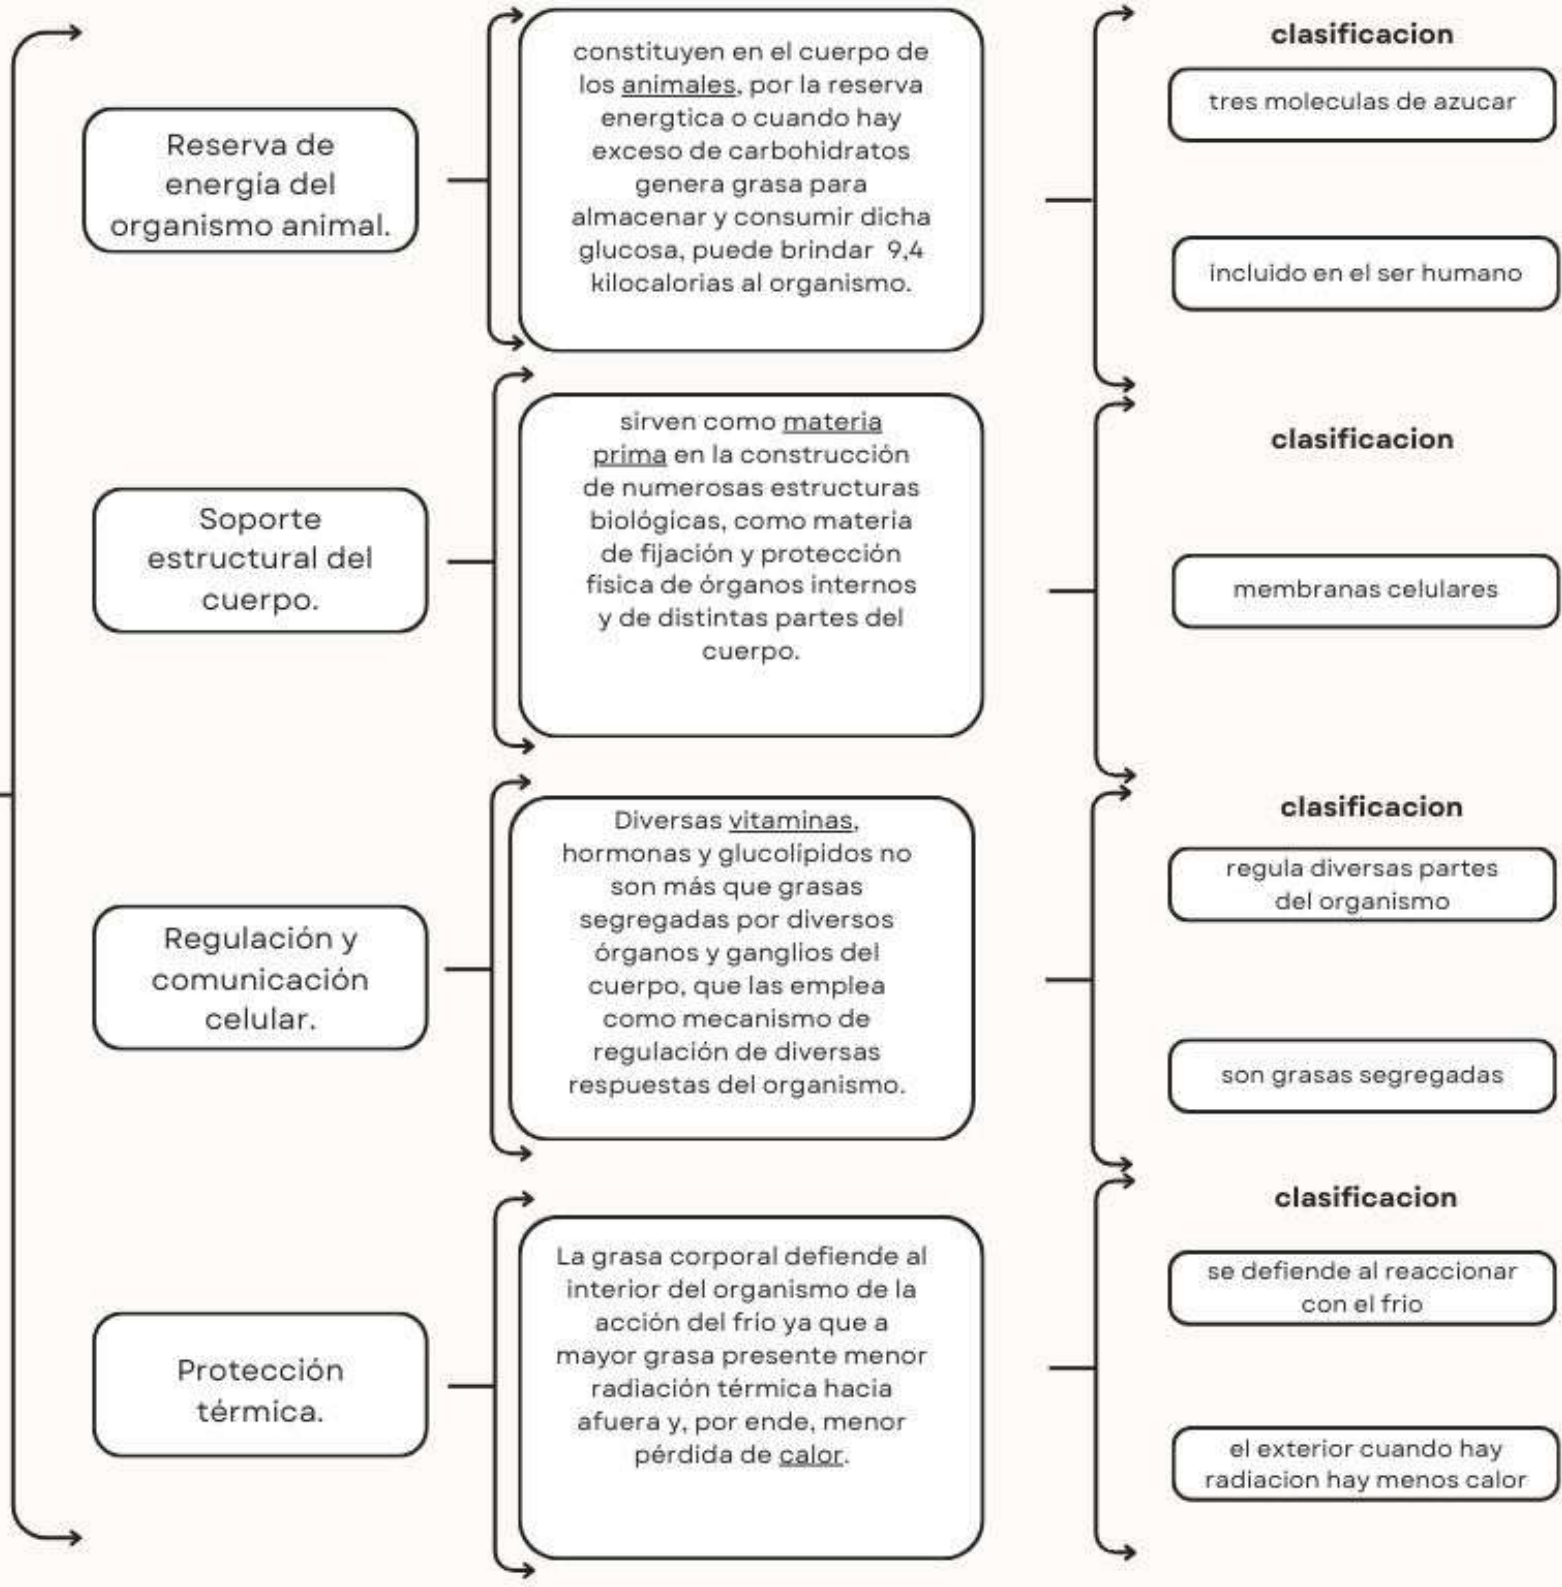 Reserva de
energía del
organismo animal.
constituyen en el cuerpo de
los animales, por la reserva
energtica o cuando hay
exceso de carbohidratos
genera grasa para
almacenar y consumir dicha
glucosa, puede brindar 9,4
kilocalorias al organismo.
clasificacion
tres moleculas de azucar
incluido en el ser humano
Soporte
estructural del
cuerpo.
sirven como materia
prima en la construcción
de numerosas estructuras
biológicas, como materia
de fijación y protección
física de órganos internos
y de distintas partes del
cuerpo.
clasificacion
membranas celulares
Regulación y
comunicación
celular.
Diversas vitaminas,
hormonas y glucolípidos no
son más que grasas
segregadas por diversos
órganos y ganglios del
cuerpo, que las emplea
como mecanismo de
regulación de diversas
respuestas del organismo.
clasificacion
regula diversas partes
del organismo
son grasas segregadas
Protección
térmica.
La grasa corporal defiende al
interior del organismo de la
acción del frío ya que a
mayor grasa presente menor
radiación térmica hacia
afuera y, por ende, menor
pérdida de calor.
clasificacion
se defiende al reaccionar
con el frio
el exterior cuando hay
radiacion hay menos calor